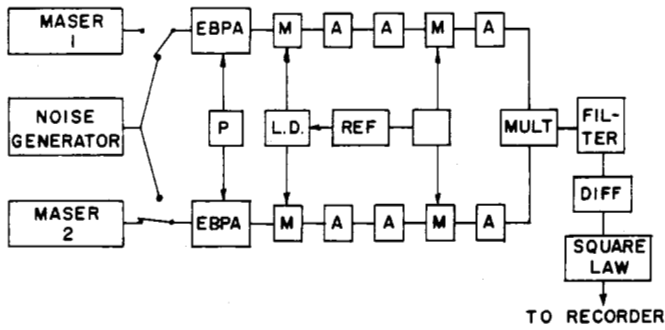 MASER
1
EBPA
M
A
A
M
A
NOISE
GENERATOR
P
L.D.
REF
MULT
FIL-
TER
MASER
2
EBPA
M
A
A
M
A
DIFF
SQUARE
LAW
TO RECORDER